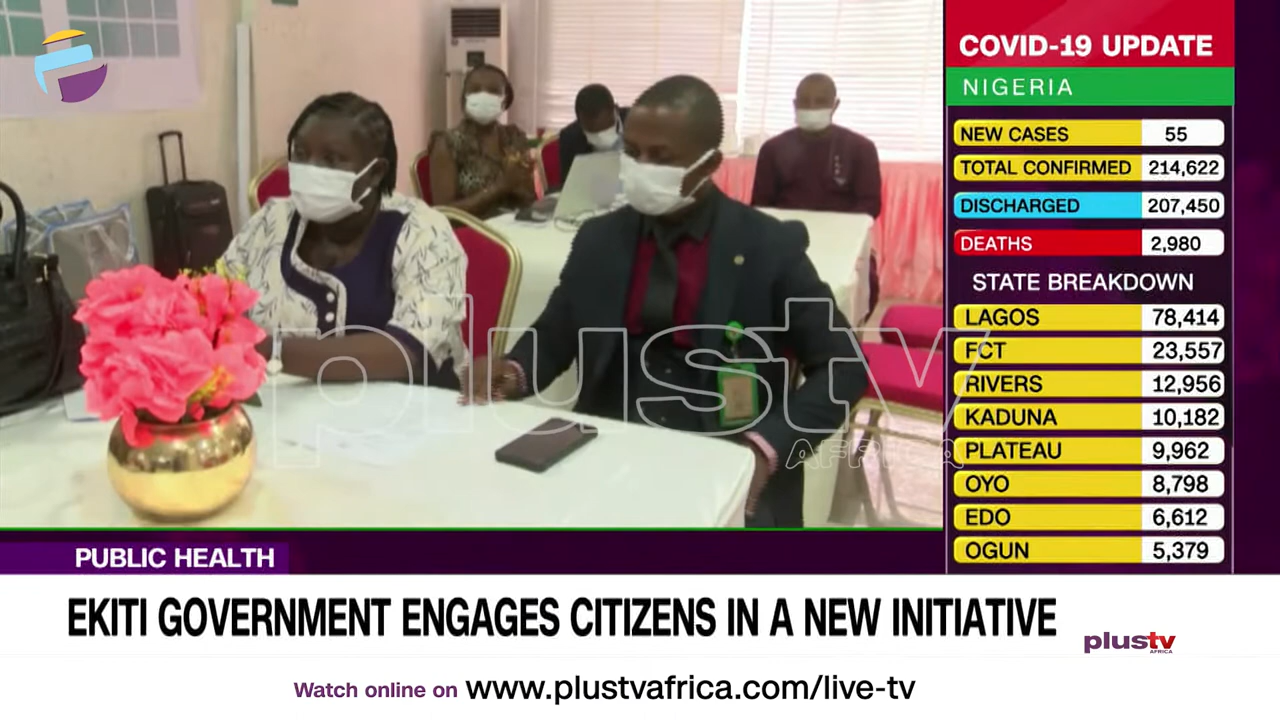 COVID-19 UPDATE
NIGERIA
NEW CASES 55
TOTAL CONFIRMED 214,622
DISCHARGED 207,450
DEATHS 2,980
STATE BREAKDOWN
LAGOS 78,414
FCT 23,557
RIVERS 12,956
KADUNA 10,182
PLATEAU 9,962
OYO 8,798
EDO 6,612
OGUN 5,379
plustv
AFRICA
PUBLIC HEALTH
EKITI GOVERNMENT ENGAGES CITIZENS IN A NEW INITIATIVE
plustv
AFRICA
Watch online on www.plustvafrica.com/live-tv